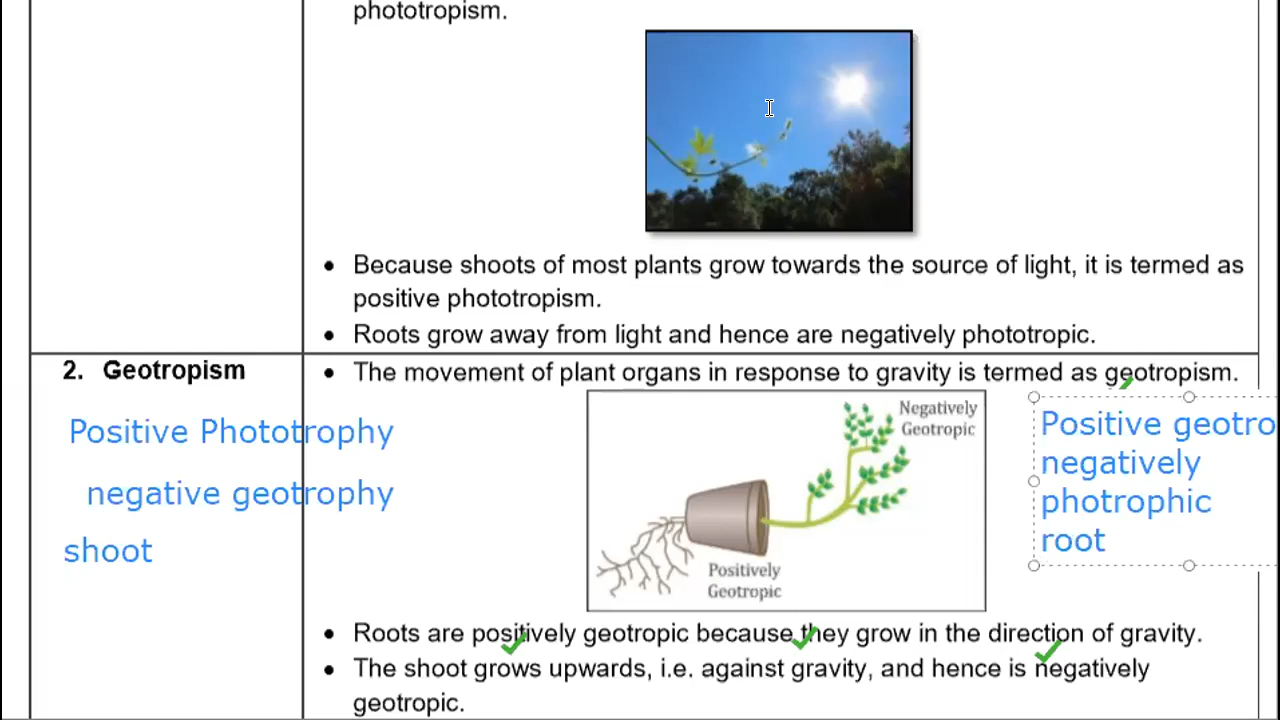 phototropism.
Because shoots of most plants grow towards the source of light, it is termed as
positive phototropism.
Roots grow away from light and hence are negatively phototropic.
2. Geotropism
The movement of plant organs in response to gravity is termed as geotropism.
Positive Phototrophy
negative geotrophy
shoot
Negatively
Geotropic
Positively
Geotropic
Positive geotro
negatively
photrophic
root
Roots are positively geotropic because they grow in the direction of gravity.
The shoot grows upwards, i.e. against gravity, and hence is negatively
geotropic.